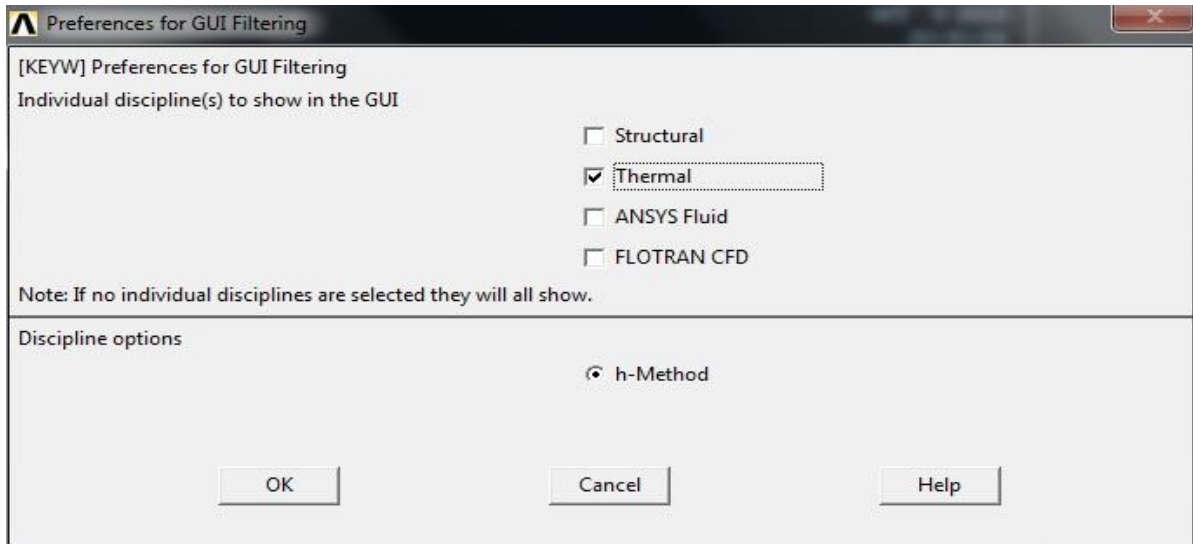 Preferences for GUI Filtering
[KEYW] Preferences for GUI Filtering
Individual discipline(s) to show in the GUI
Structural
Thermal
ANSYS Fluid
FLOTRAN CFD
Note: If no individual disciplines are selected they will all show.
Discipline options
h-Method
OK Cancel Help